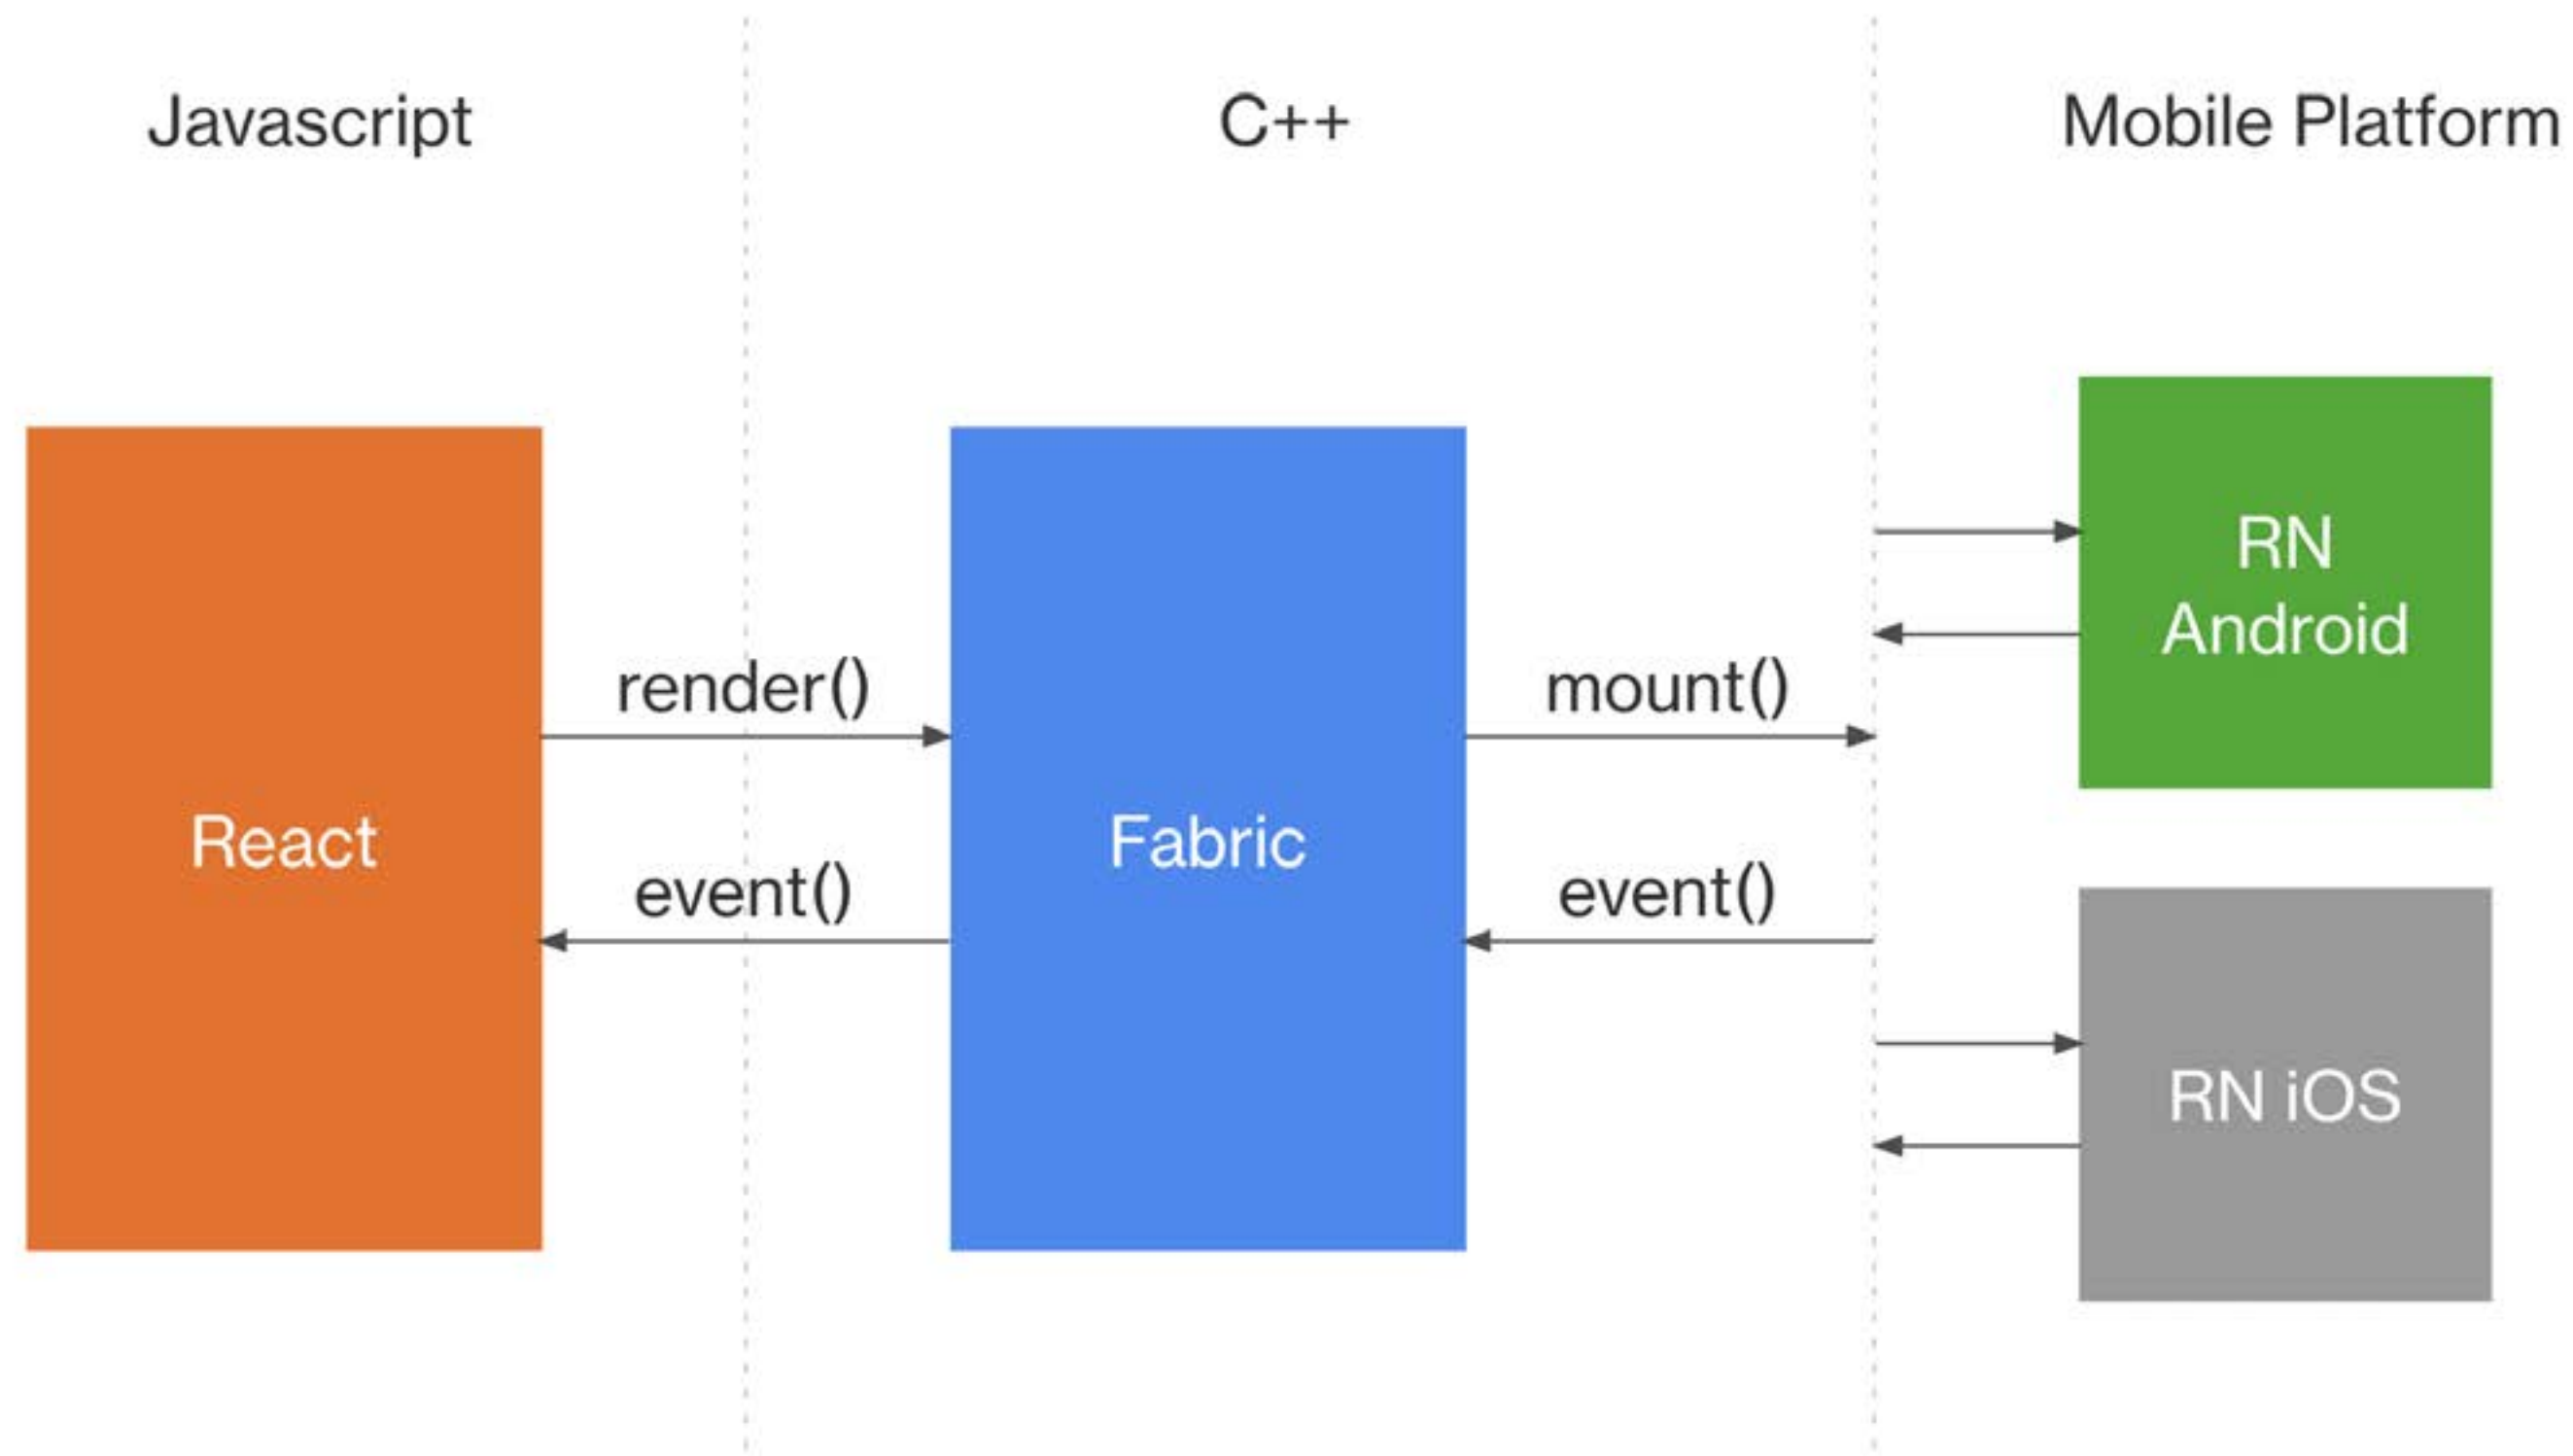 Javascript
C++
Mobile Platform
React
render()
event()
Fabric
mount()
event()
RN
Android
RN iOS